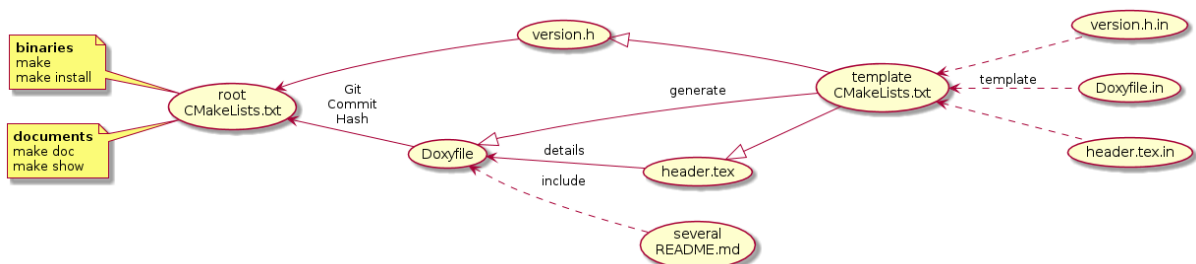 binaries
make
make install
documents
make doc
make show
root
CMakeLists.txt
Git
Commit
Hash
version.h
Doxyfile
generate
details
include
header.tex
several
README.md
template
CMakeLists.txt
template
version.h.in
Doxyfile.in
header.tex.in